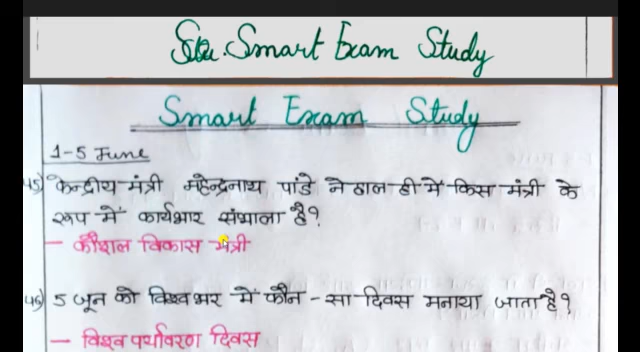 Smart Exam Study
Smart Exam Study
1-5 June
45) केन्द्रीय मंत्री महेन्द्रनाथ पांडे ने हाल ही में किस मंत्री के
रूप में कार्यभार संभाला है?
- कौशल विकास मंत्री
46) 5 जून को विश्वभर में कौन-सा दिवस मनाया जाता है?
- विश्व पर्यावरण दिवस